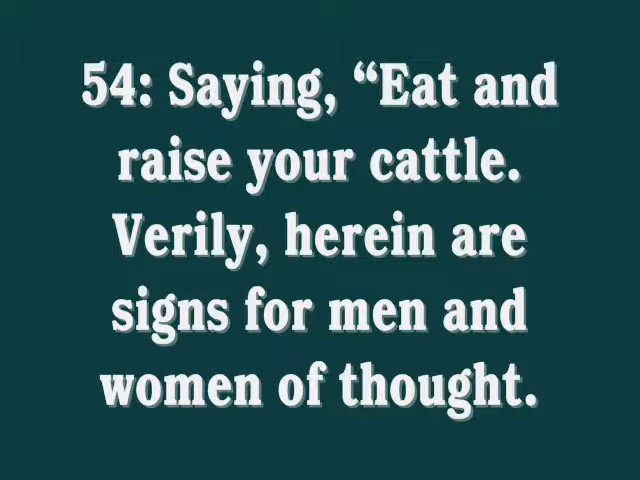 54: Saying, “Eat and
raise your cattle.
Verily, herein are
signs for men and
women of thought.